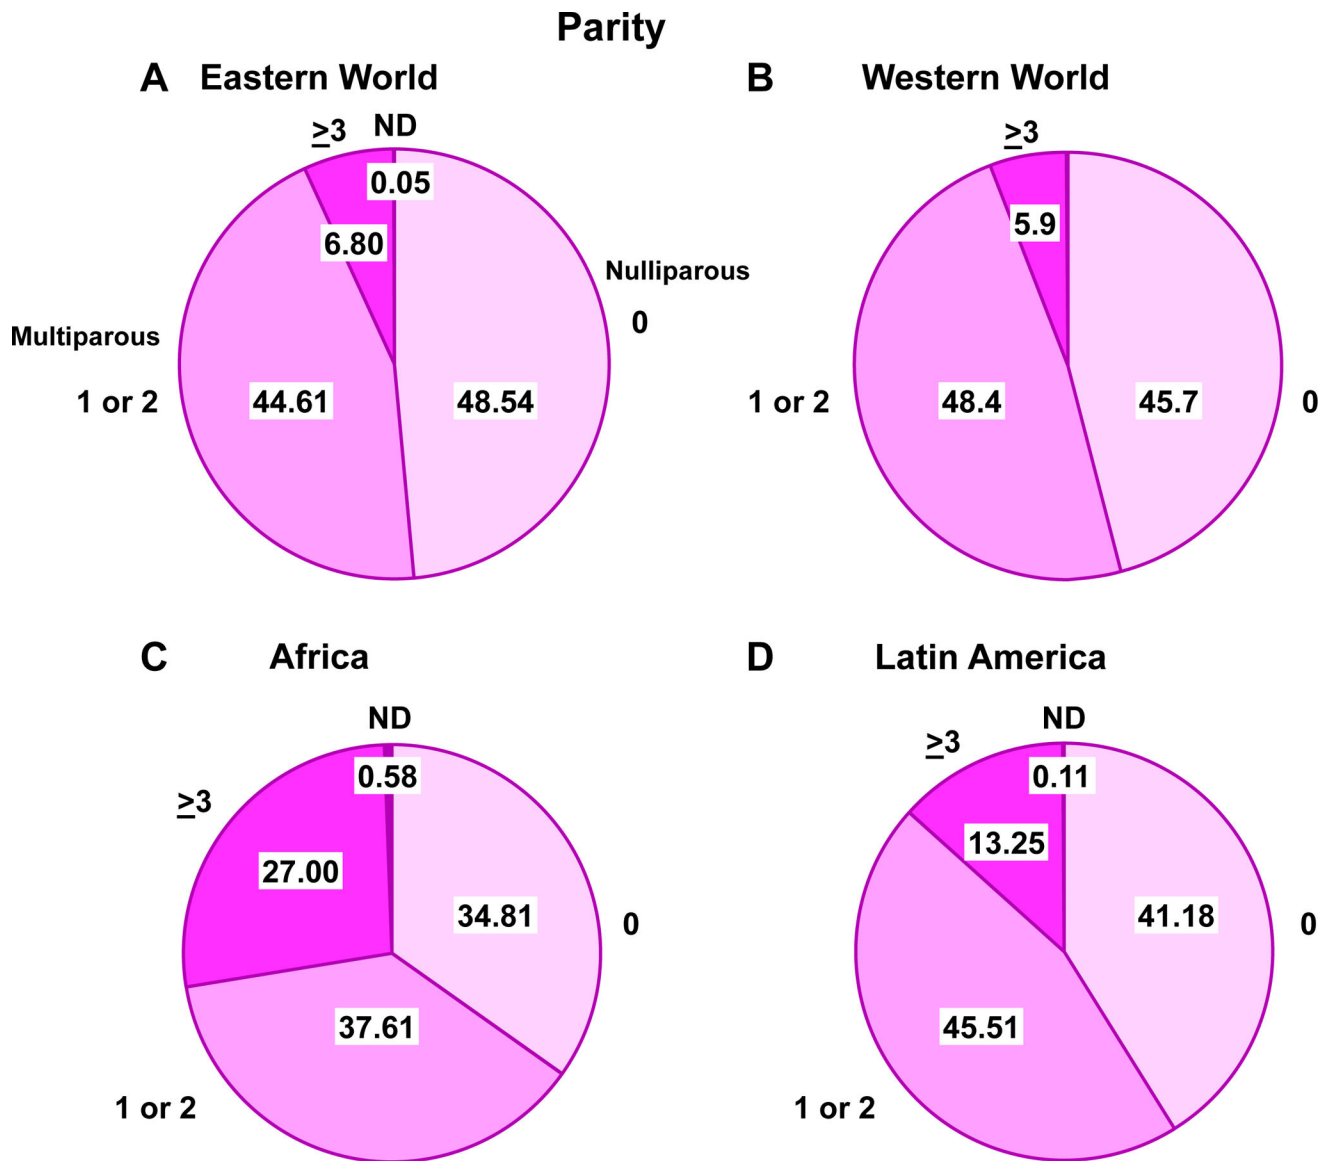 Parity
A Eastern World
≥3 ND
0.05
6.80
Nulliparous
0
Multiparous
1 or 2
44.61
48.54
B Western World
≥3
5.9
1 or 2
48.4
45.7
0
C Africa
ND
0.58
≥3
27.00
34.81
0
37.61
1 or 2
D Latin America
ND
≥3
0.11
13.25
41.18
0
45.51
1 or 2